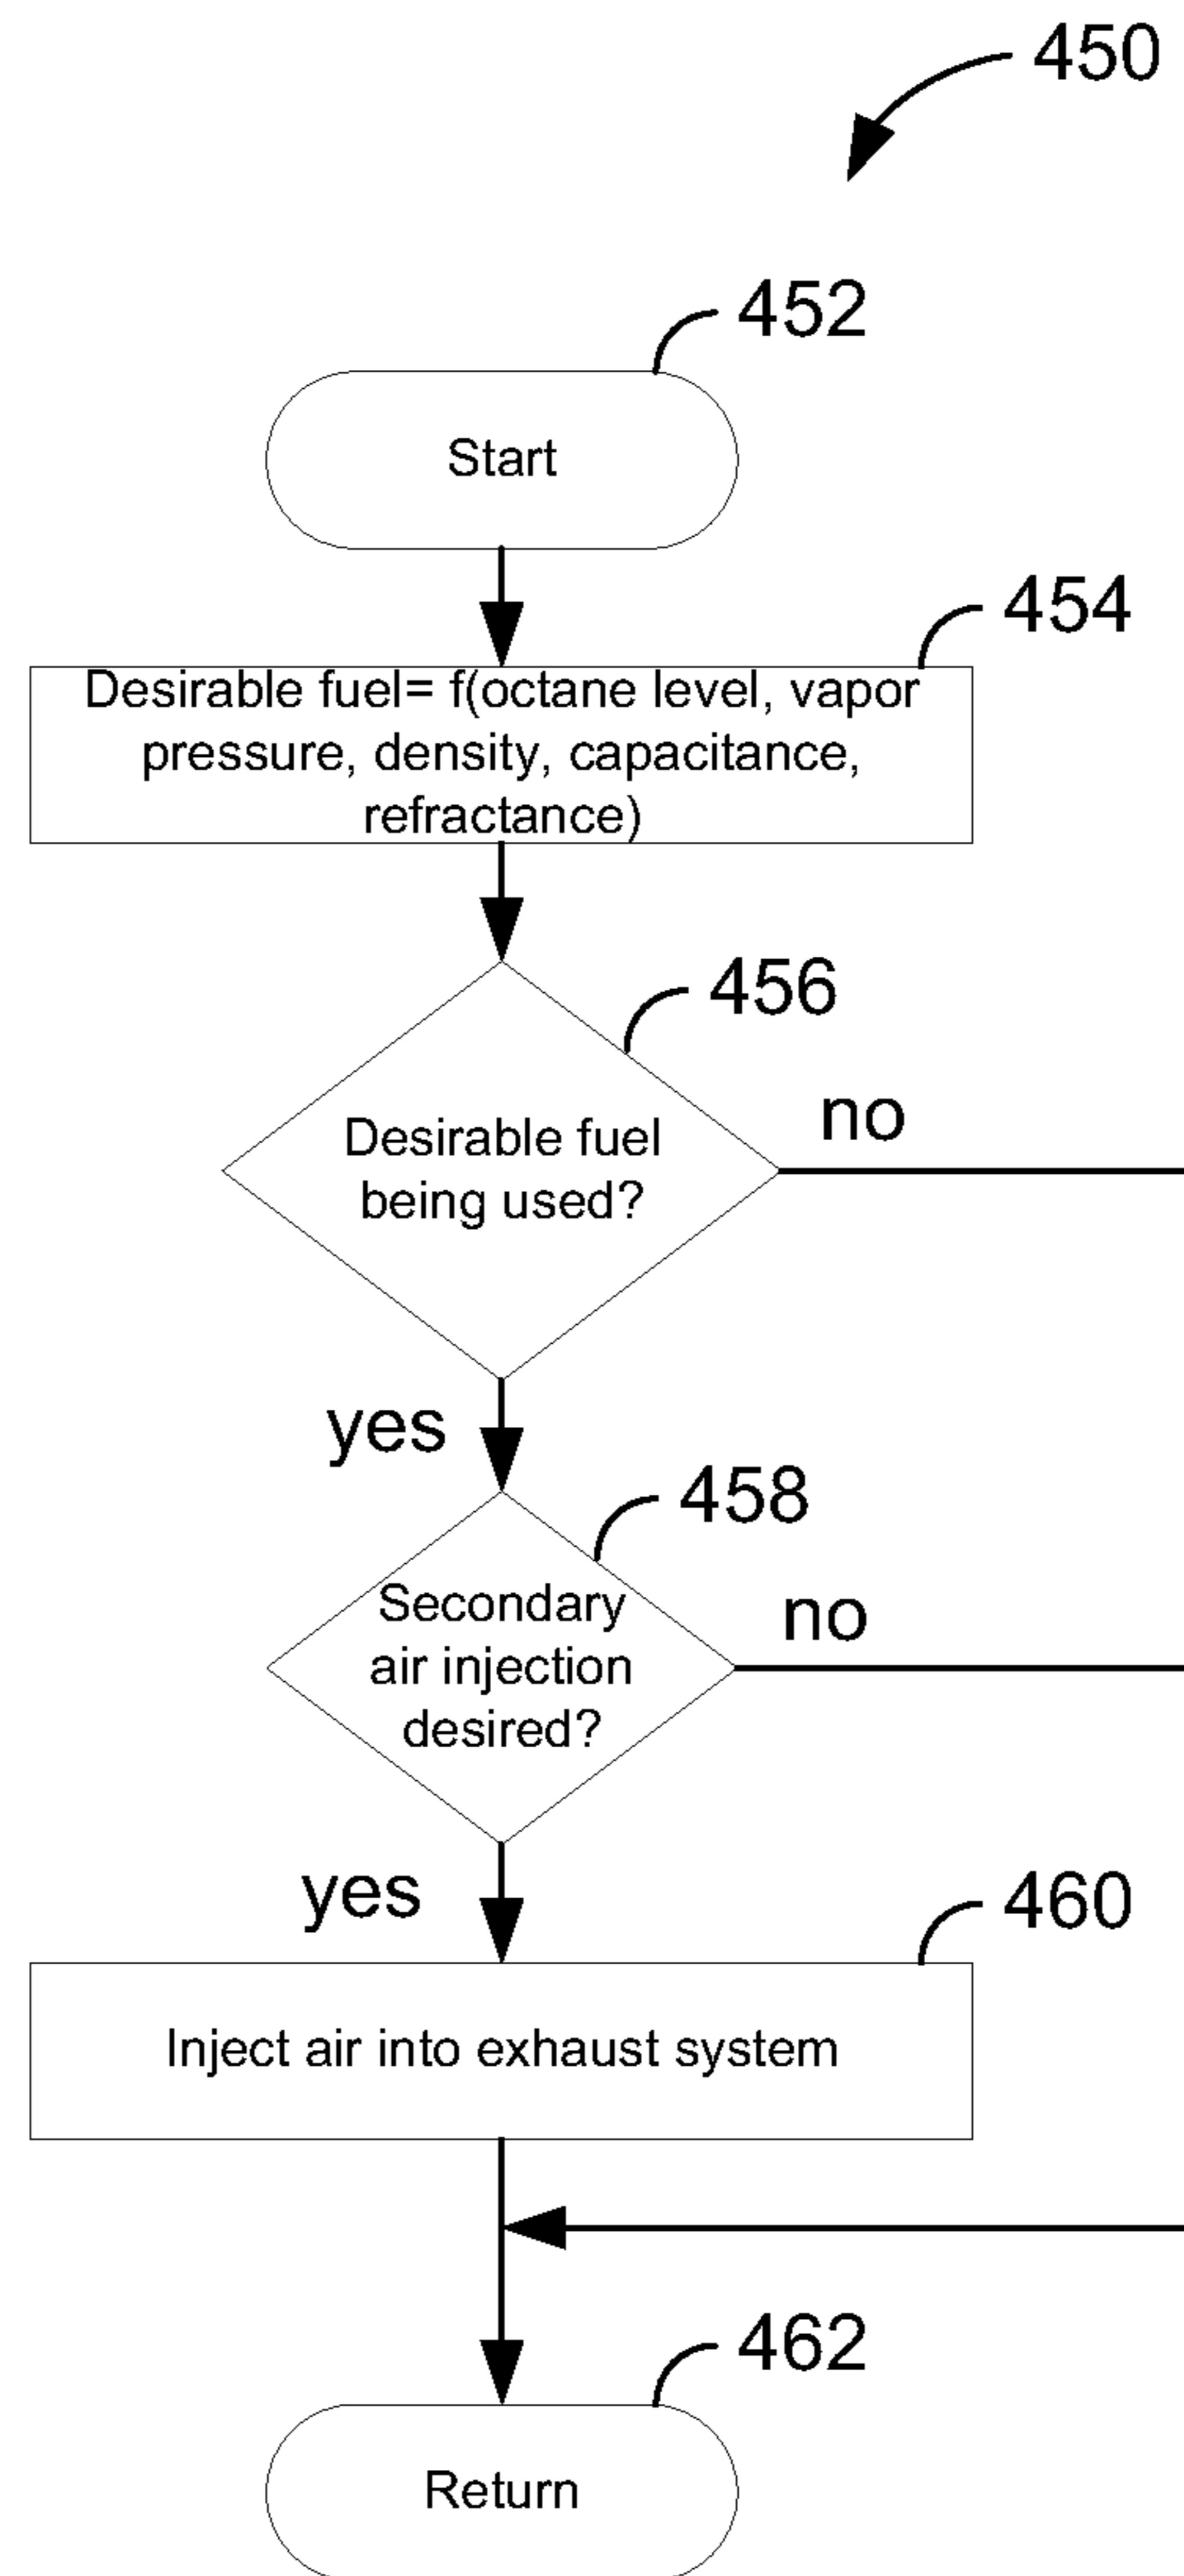 450
452
Start
454
Desirable fuel= f(octane level, vapor
pressure, density, capacitance,
refractance)
456
Desirable fuel
being used?
no
yes
458
Secondary
air injection
desired?
no
yes
460
Inject air into exhaust system
462
Return